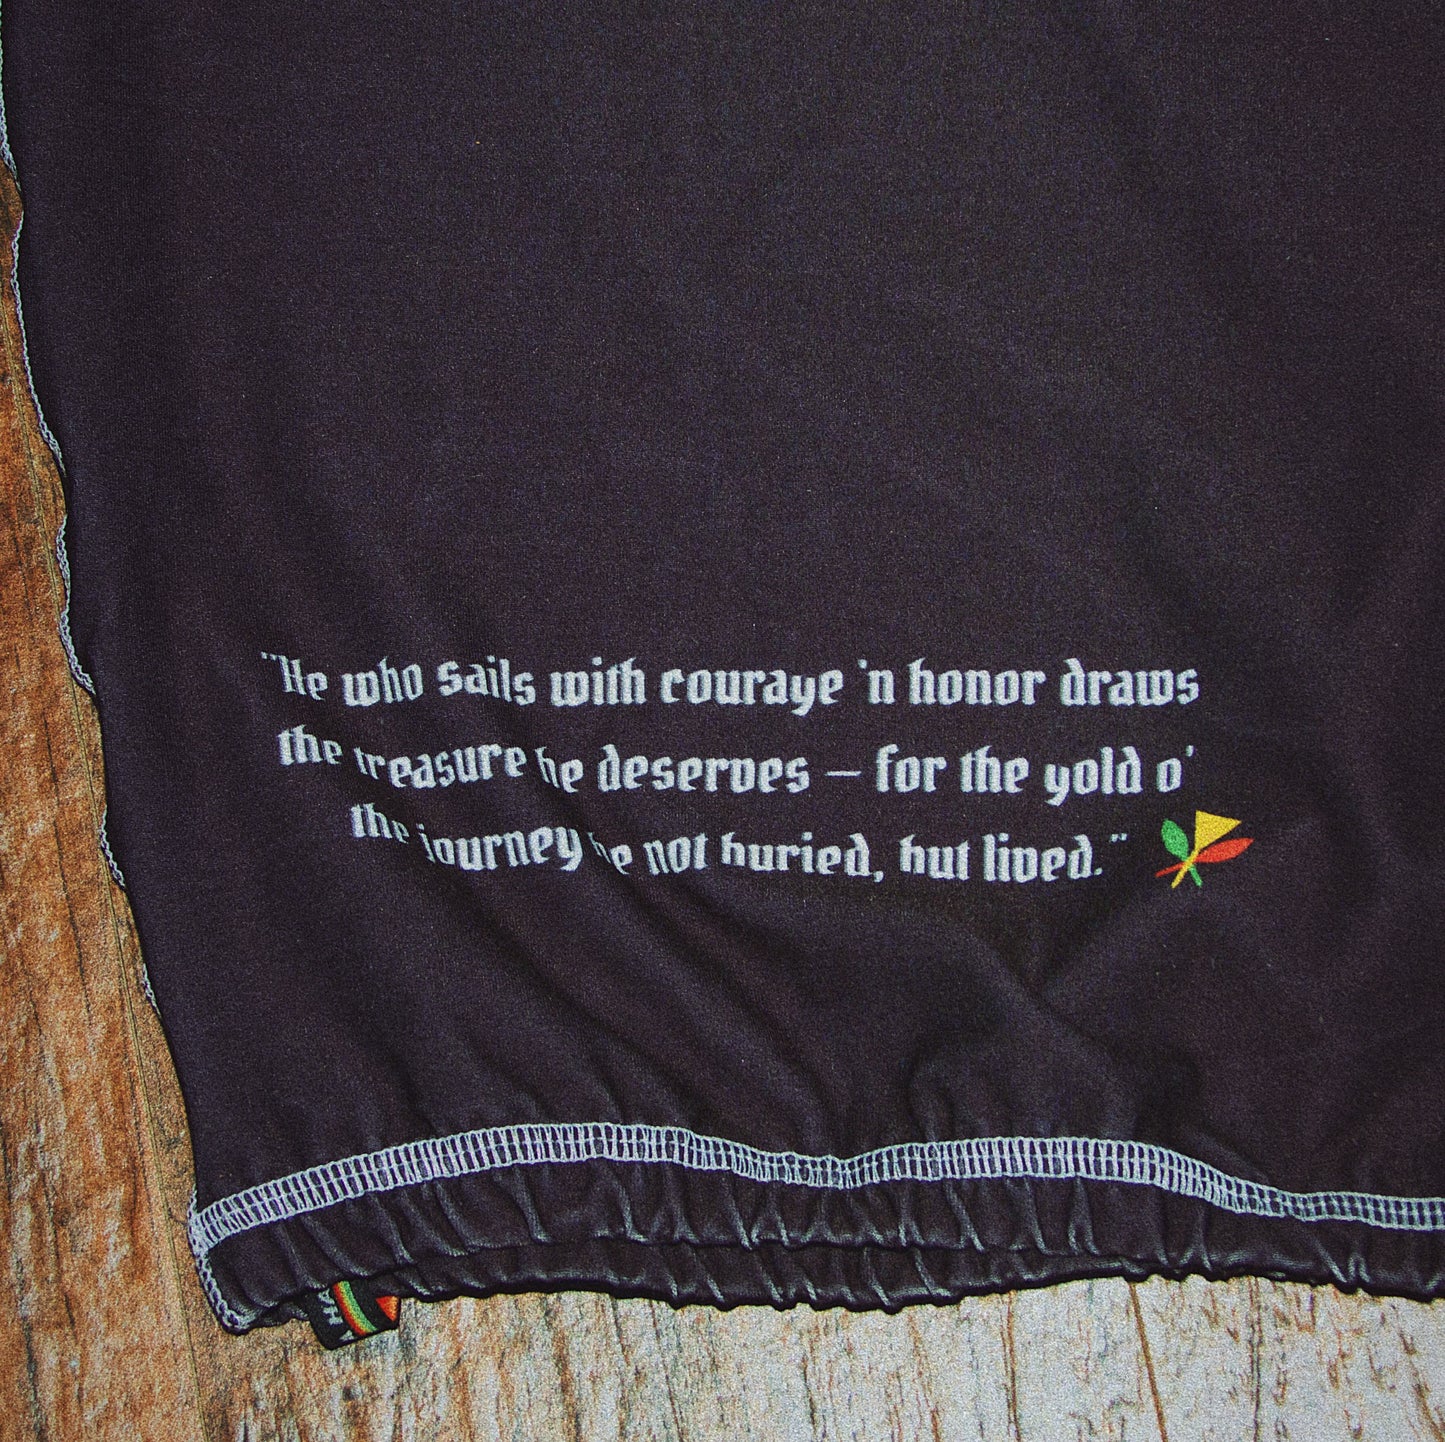 "He who sails with courage 'n honor draws
the treasure he deserves – for the gold o'
the journey be not buried, but lived."